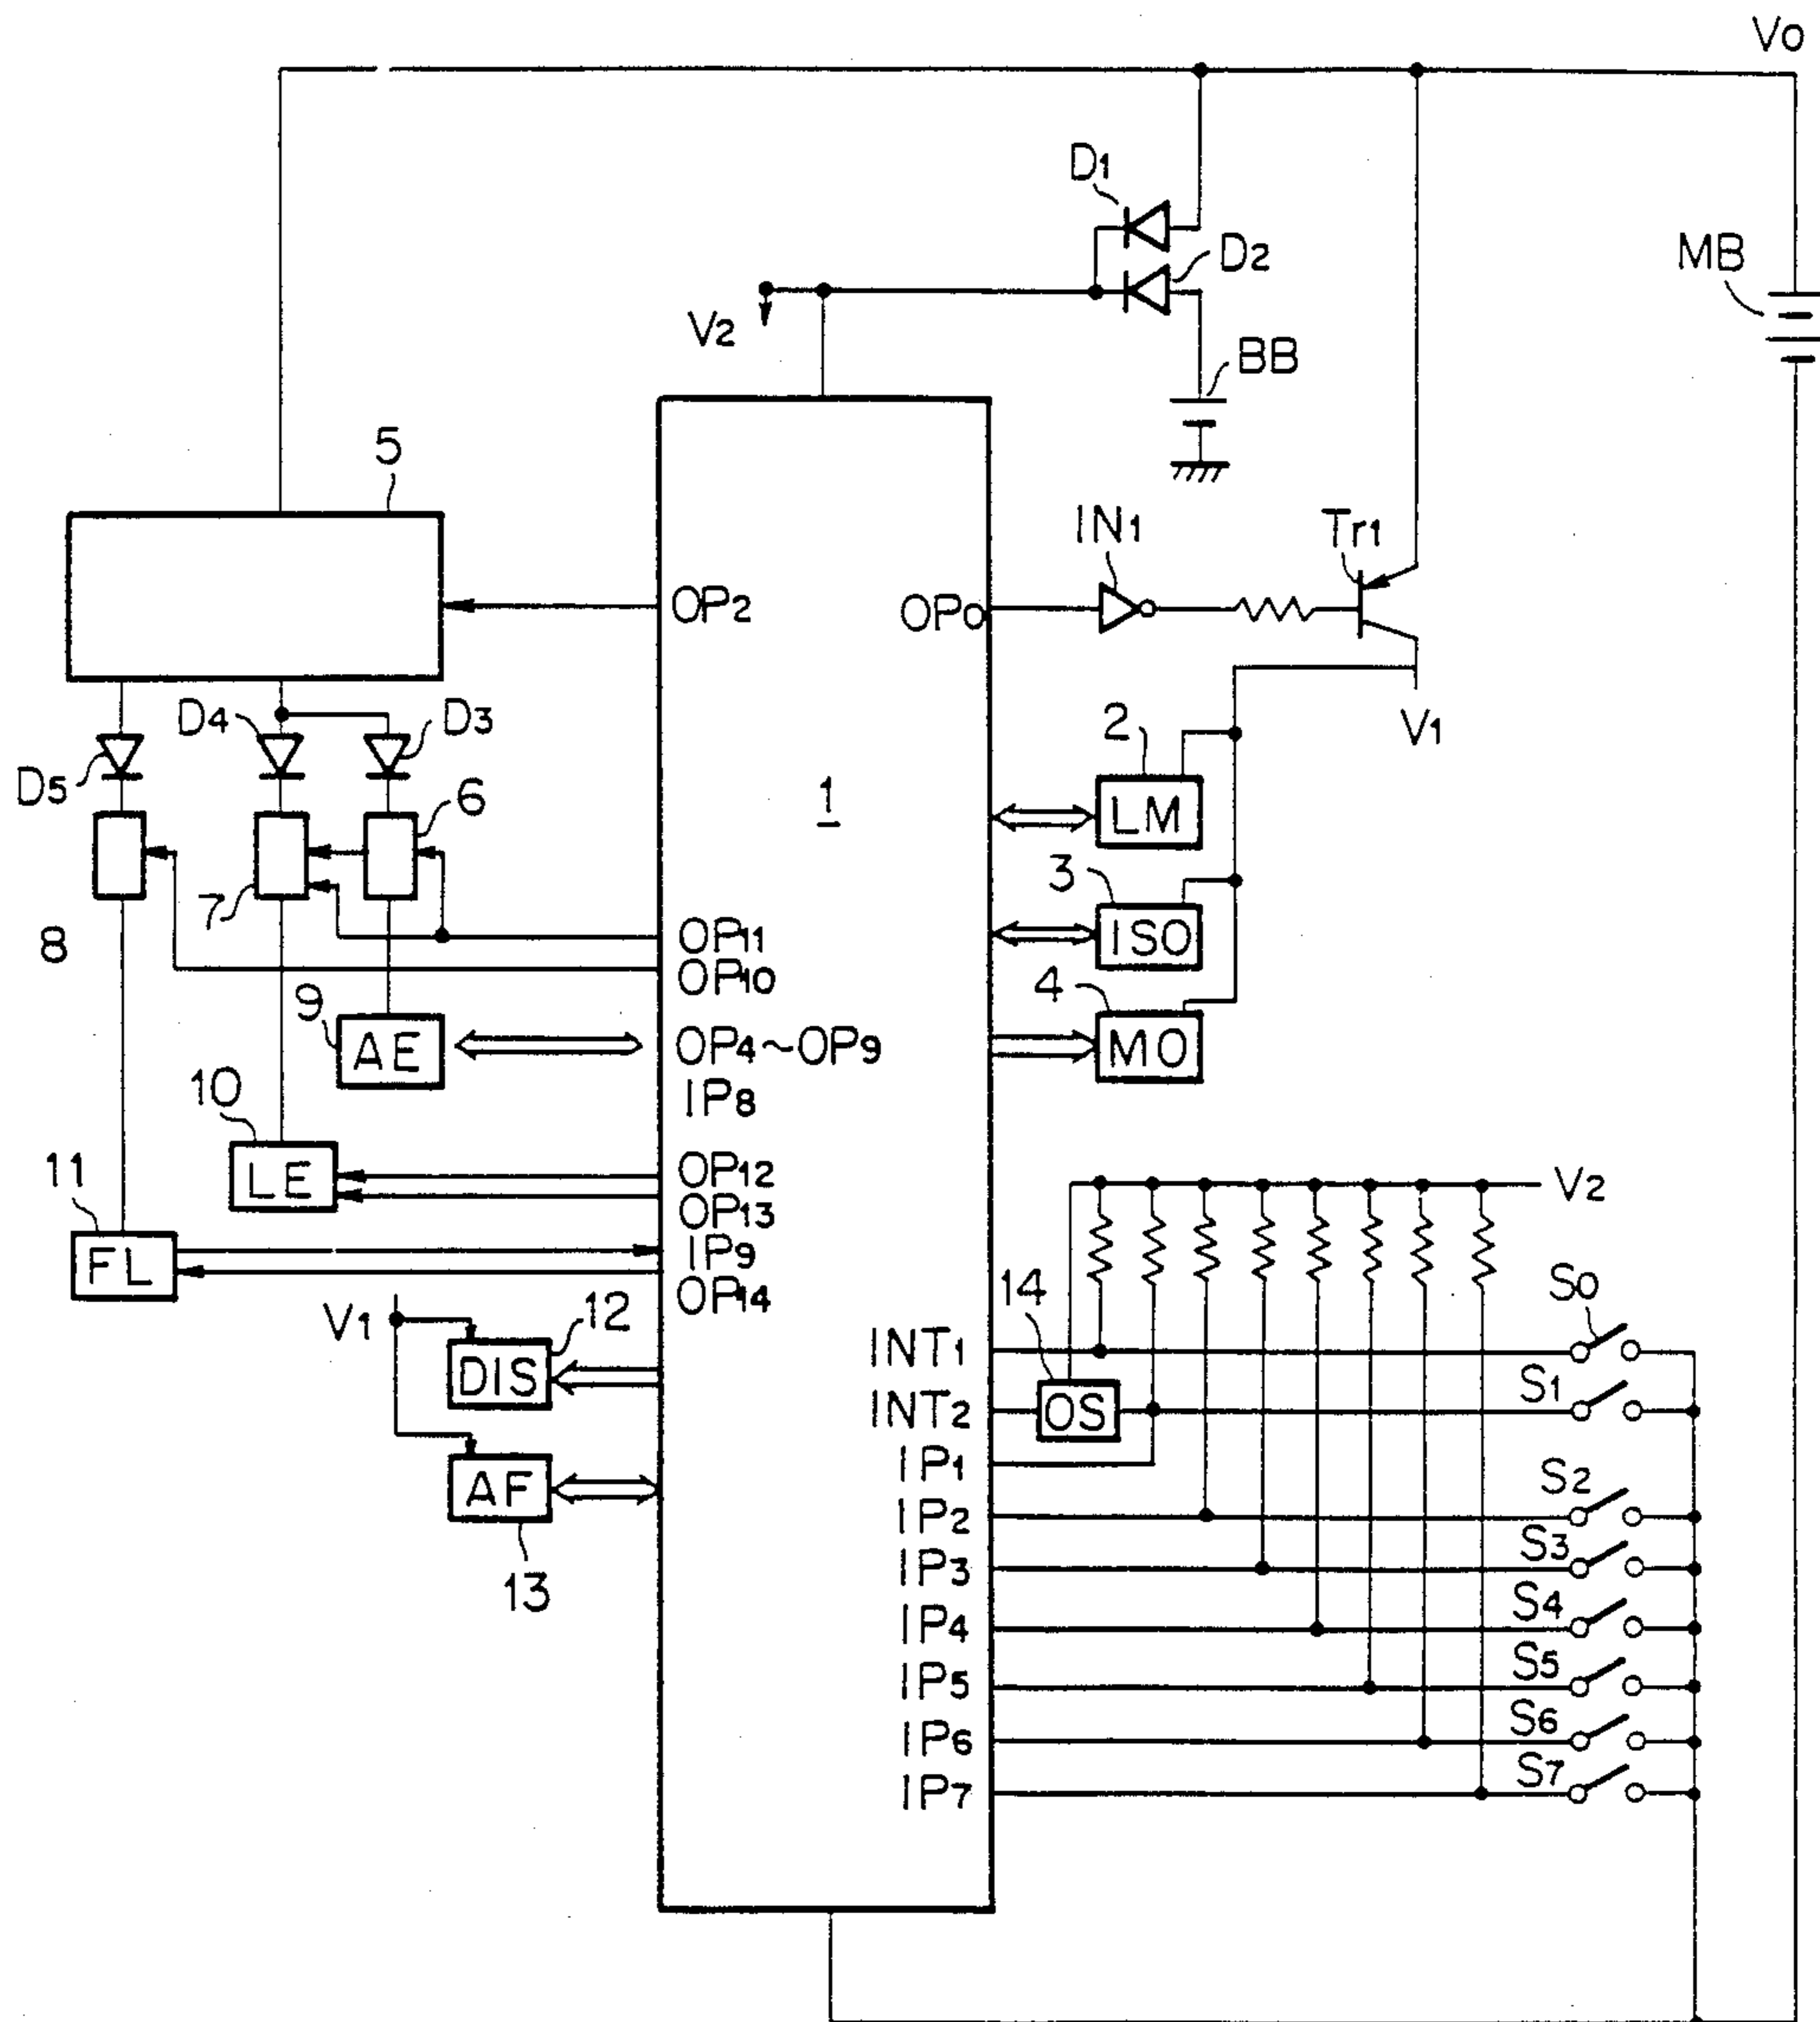 V0
D1
D2
MB
V2
BB
5
IN1
Tr1
OP2
OP0
D4
D3
V1
2
D5
6
1
LM
7
3
8
OP11
ISO
OP10
4
9
AE
OP4~OP9
MO
10
IP8
11
LE
OP12
V2
OP13
FL
IP9
14
S0
OP14
V1
12
INT1
DIS
S1
INT2
OS
AF
IP1
S2
IP2
13
S3
IP3
S4
IP4
S5
IP5
S6
IP6
S7
IP7